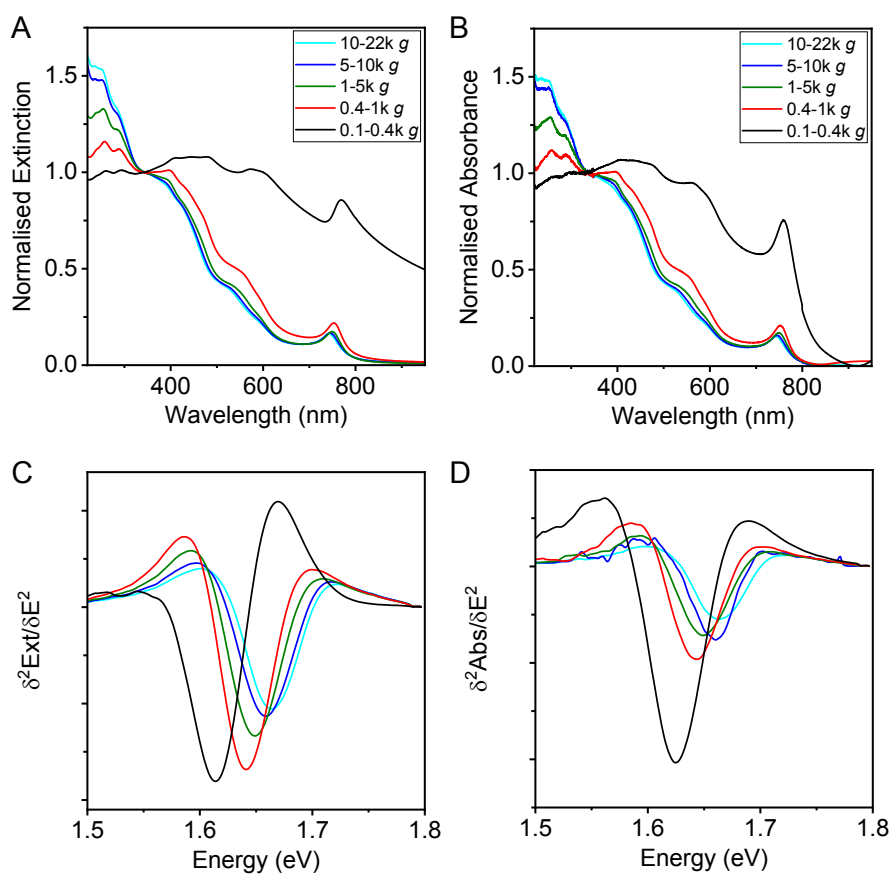 A
Normalised Extinction
1.5
1.0
0.5
0.0
10-22k g
5-10k g
1-5k g
0.4-1k g
0.1-0.4k g
400
600
800
Wavelength (nm)
B
Normalised Absorbance
1.5
1.0
0.5
0.0
10-22k g
5-10k g
1-5k g
0.4-1k g
0.1-0.4k g
400
600
800
Wavelength (nm)
C
δ²Ext/δE²
1.5
1.6
1.7
1.8
Energy (eV)
D
δ²Abs/δE²
1.5
1.6
1.7
1.8
Energy (eV)